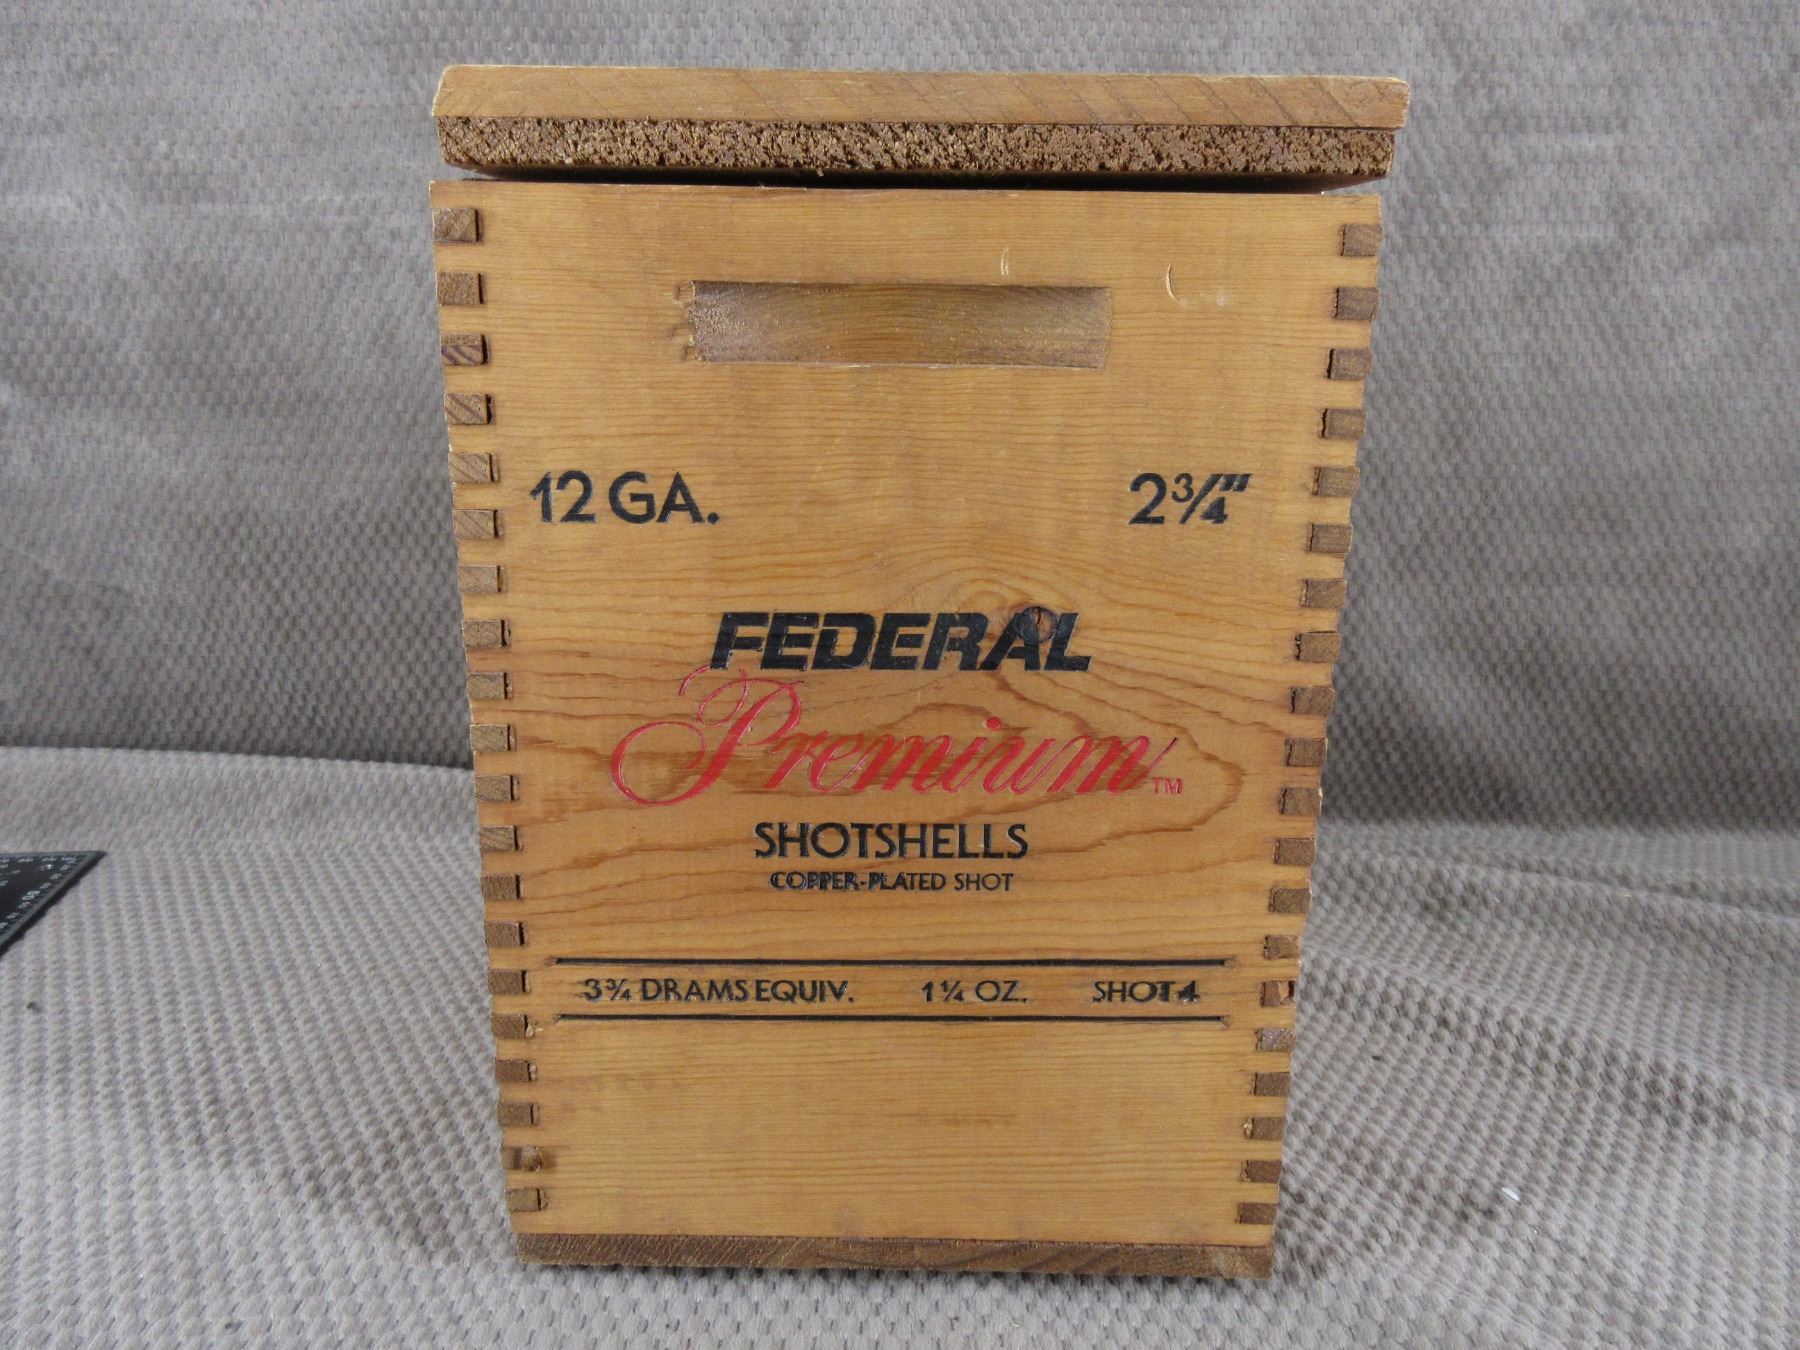 12 GA. 2¾"
FEDERAL
Premium™
SHOTSHELLS
COPPER-PLATED SHOT
3¾ DRAMS EQUIV. 1¼ OZ. SHOT 4